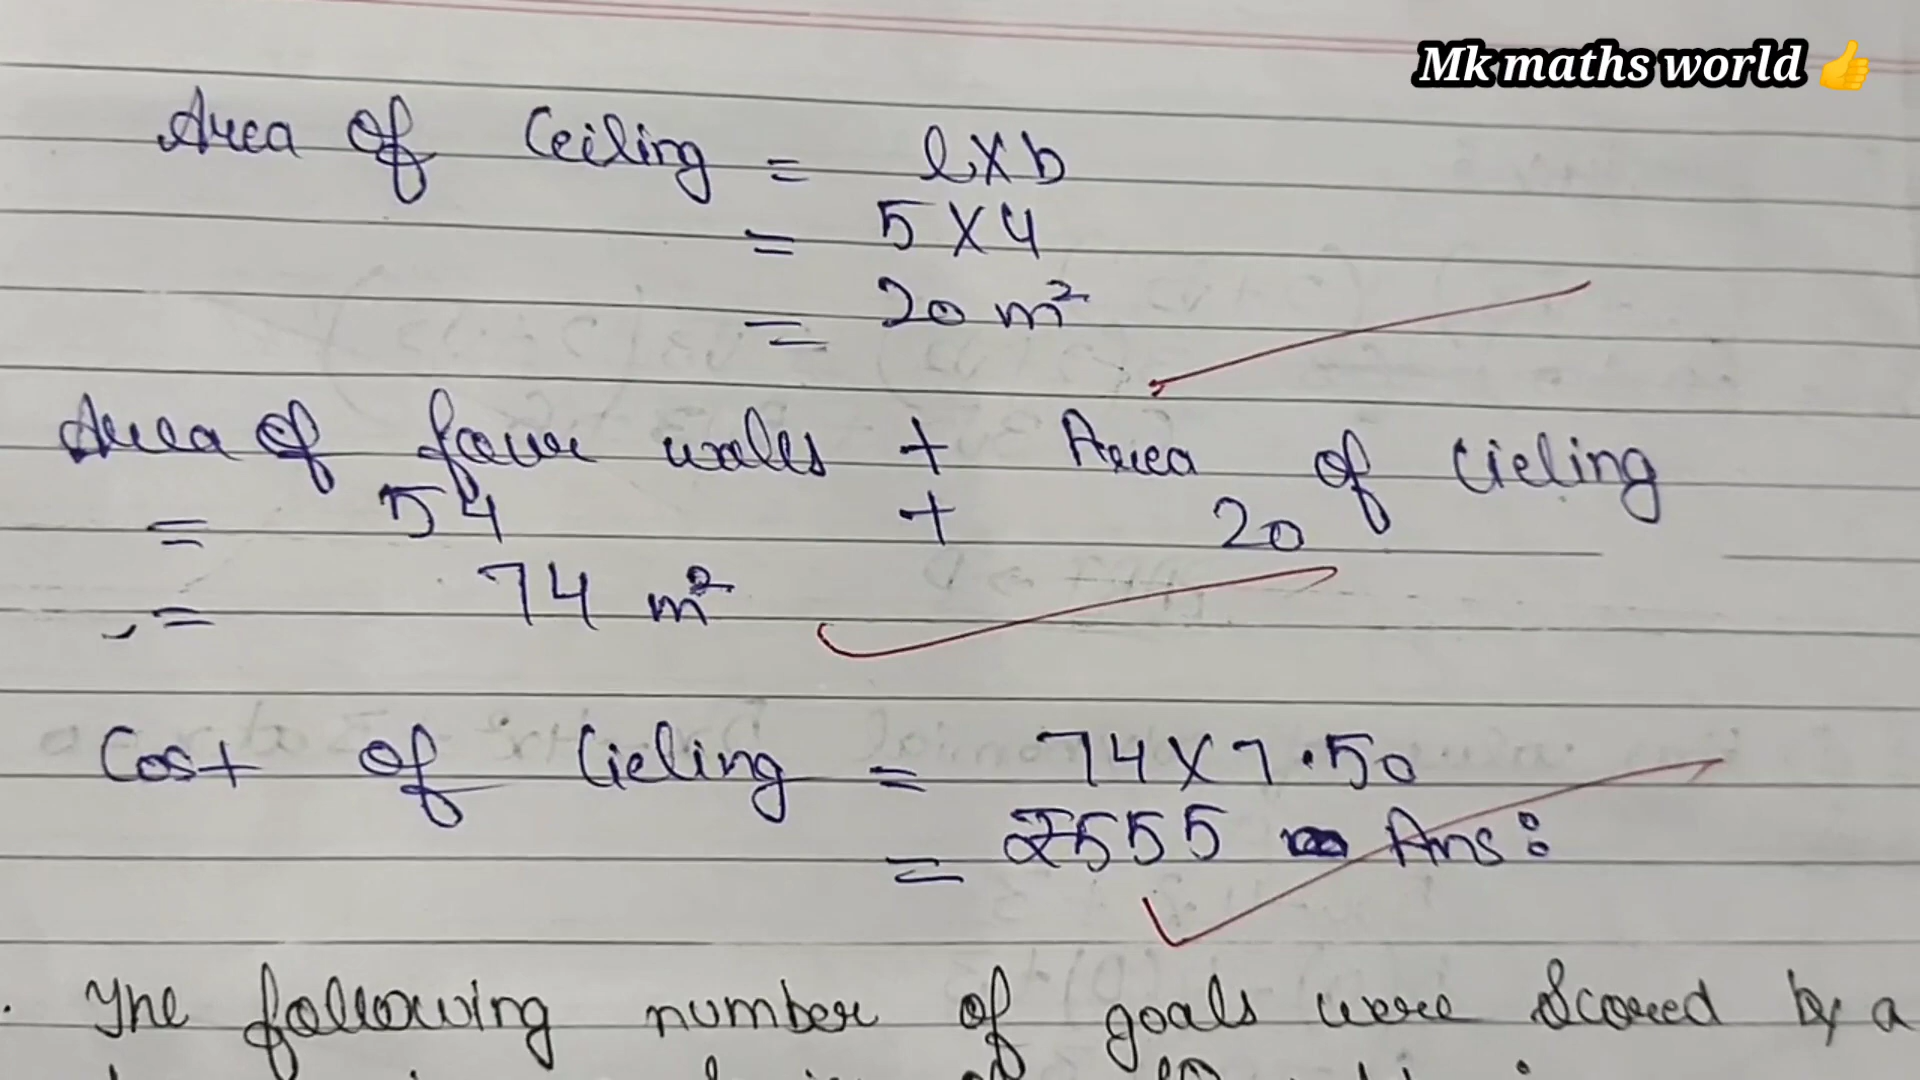 Mk maths world 👍
Area of Ceiling = l×b
= 5×4
= 20 m²
Area of four walls + Area of Cieling
= 54 + 20
= 74 m²
Cost of Cieling = 74×7.50
= ₹555 Ans:
The following number of goals were scored by a